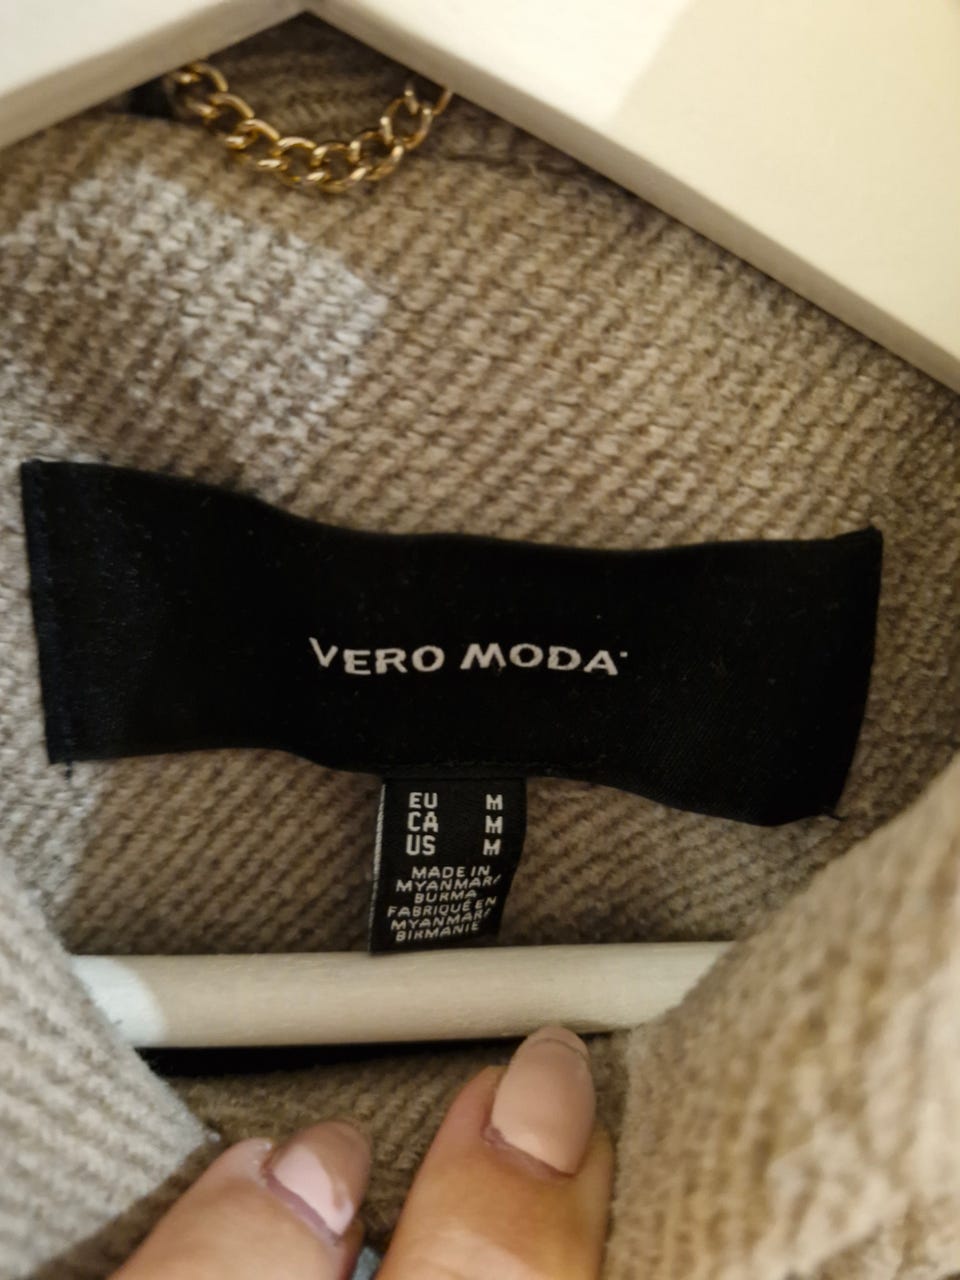 VERO MODA
EU M
CA M
US M
MADE IN
MYANMAR/
BURMA
FABRIQUÉ EN
MYANMAR/
BIRMANIE